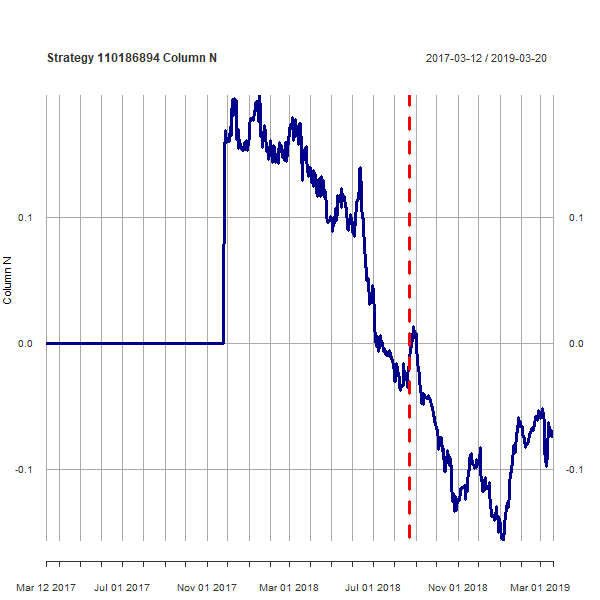 Strategy 110186894 Column N
2017-03-12 / 2019-03-20
0.1
0.1
Column N
0.0
0.0
-0.1
-0.1
Mar 12 2017
Jul 01 2017
Nov 01 2017
Mar 01 2018
Jul 01 2018
Nov 01 2018
Mar 01 2019